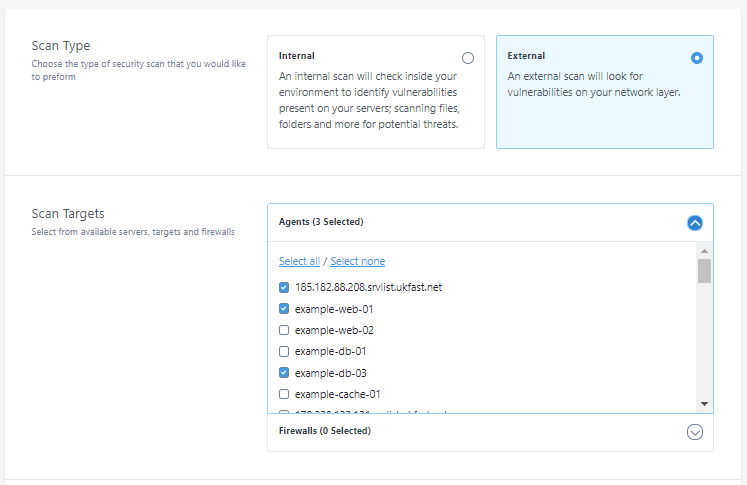 Scan Type
Choose the type of security scan that you would like
to preform
Internal
An internal scan will check inside your
environment to identify vulnerabilities
present on your servers; scanning files,
folders and more for potential threats.
External
An external scan will look for
vulnerabilities on your network layer.
Scan Targets
Select from available servers, targets and firewalls
Agents (3 Selected)
Select all / Select none
185.182.88.208.srvlist.ukfast.net
example-web-01
example-web-02
example-db-01
example-db-03
example-cache-01
Firewalls (0 Selected)